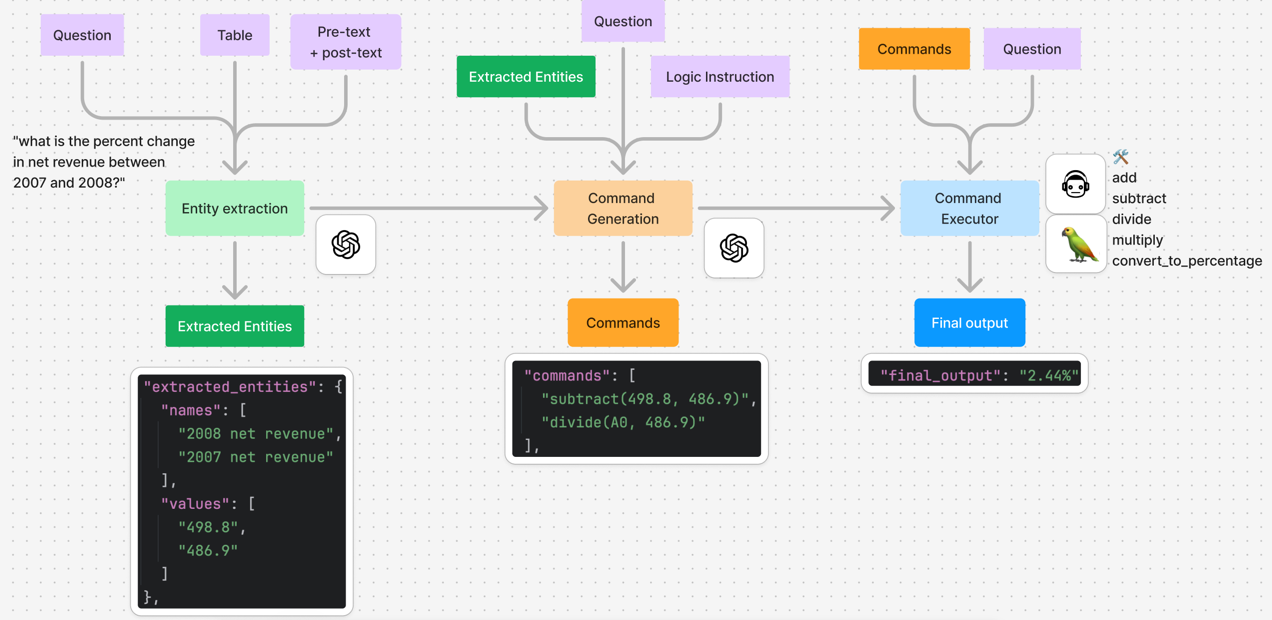 Question
Table
Pre-text
+ post-text
"what is the percent change
in net revenue between
2007 and 2008?"
Entity extraction
Extracted Entities
"extracted_entities": {
"names": [
"2008 net revenue",
"2007 net revenue"
],
"values": [
"498.8",
"486.9"
]
},
Question
Extracted Entities
Logic Instruction
Command
Generation
Commands
"commands": [
"subtract(498.8, 486.9)",
"divide(A0, 486.9)"
],
Commands
Question
Command
Executor
add
subtract
divide
multiply
convert_to_percentage
Final output
"final_output": "2.44%"